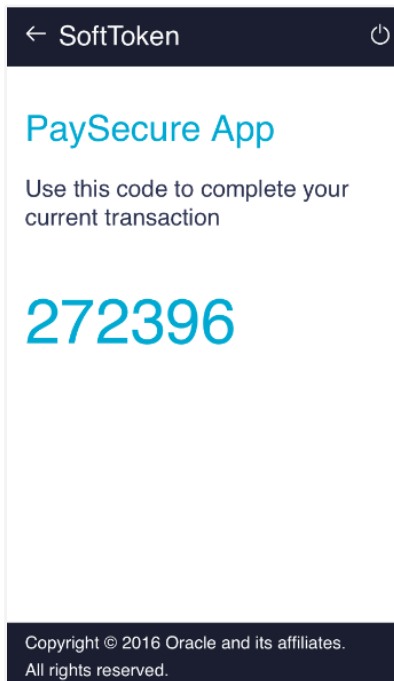 ← SoftToken
PaySecure App
Use this code to complete your
current transaction
272396
Copyright © 2016 Oracle and its affiliates.
All rights reserved.